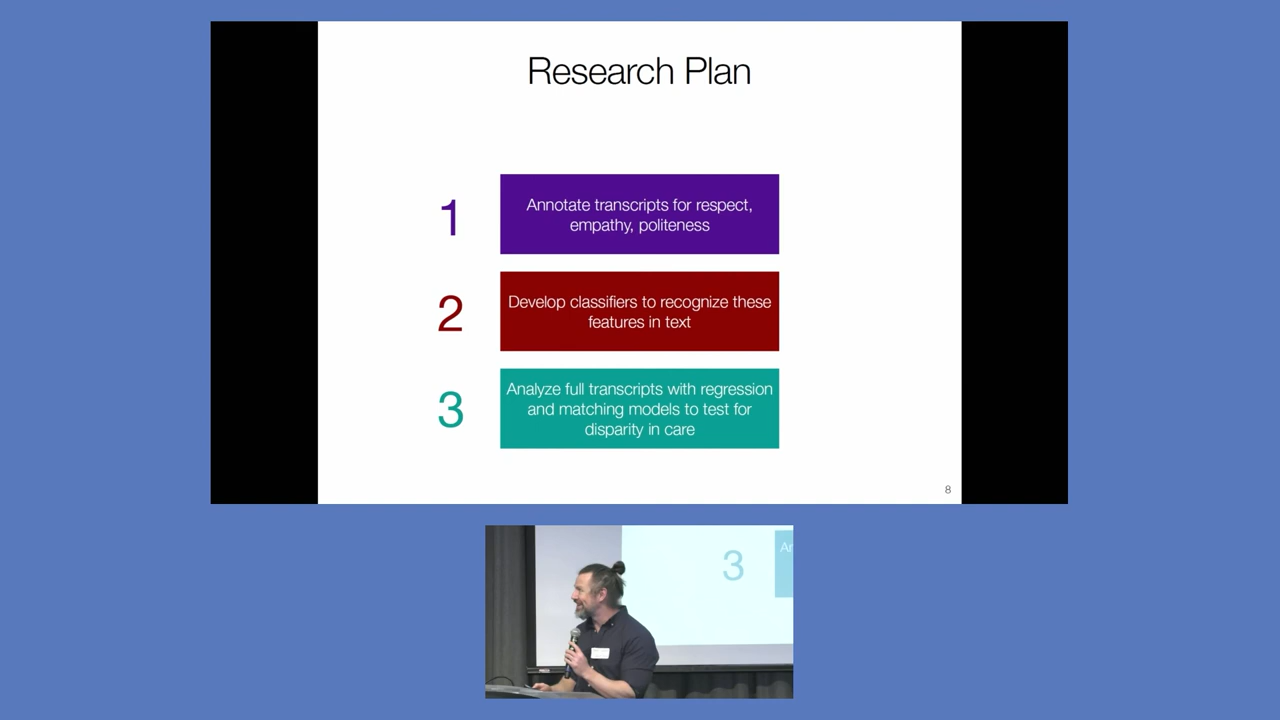 Research Plan
1
Annotate transcripts for respect,
empathy, politeness
2
Develop classifiers to recognize these
features in text
3
Analyze full transcripts with regression
and matching models to test for
disparity in care
8
3
Ar